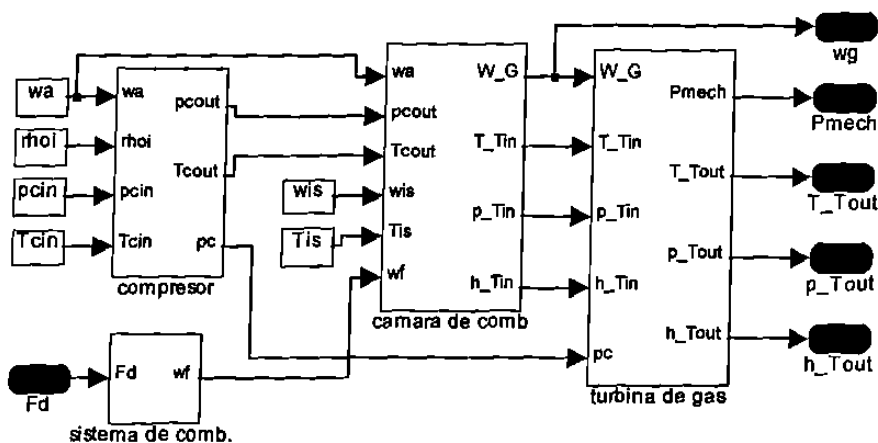 wa
rhoi
pcin
Tcin
wa
rhoi
pcin
Tcin
pcout
Tcout
pc
compresor
Fd
Fd
wf
sistema de comb.
wis
Tis
wa
pcout
Tcout
wis
Tis
wf
W_G
T_Tin
p_Tin
h_Tin
camara de comb
W_G
T_Tin
p_Tin
h_Tin
pc
Pmech
T_Tout
p_Tout
h_Tout
turbina de gas
wg
Pmech
T_Tout
p_Tout
h_Tout